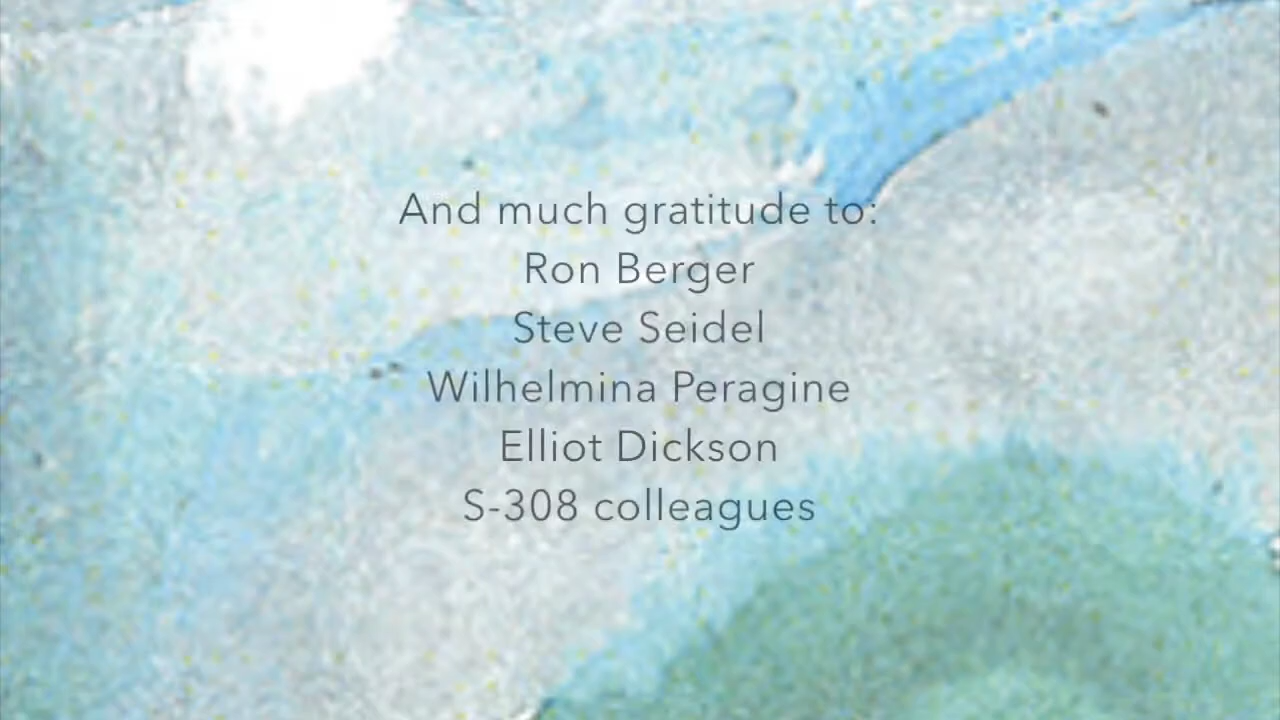 And much gratitude to:
Ron Berger
Steve Seidel
Wilhelmina Peragine
Elliot Dickson
S-308 colleagues